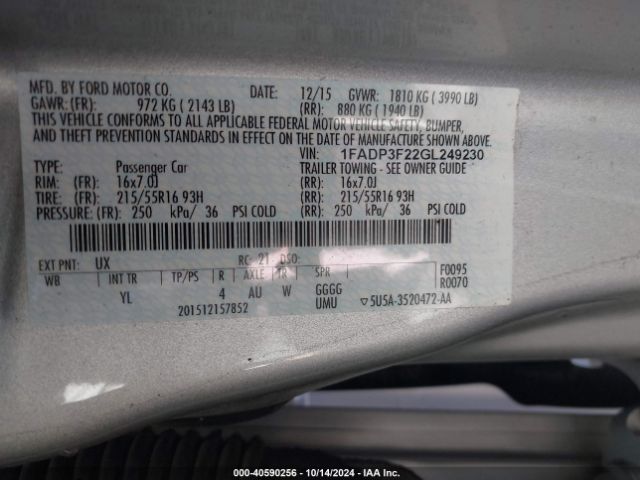 MFD. BY FORD MOTOR CO. DATE: 12/15 GVWR: 1810 KG ( 3990 LB)
GAWR: (FR): 972 KG ( 2143 LB) (RR): 880 KG ( 1940 LB)
THIS VEHICLE CONFORMS TO ALL APPLICABLE FEDERAL MOTOR VEHICLE SAFETY, BUMPER,
AND THEFT PREVENTION STANDARDS IN EFFECT ON THE DATE OF MANUFACTURE SHOWN ABOVE.
VIN: 1FADP3F22GL249230
TYPE: Passenger Car TRAILER TOWING - SEE OWNER GUIDE
RIM: (FR): 16x7.0J (RR): 16x7.0J
TIRE: (FR): 215/55R16 93H (RR): 215/55R16 93H
PRESSURE: (FR): 250 kPa/ 36 PSI COLD (RR): 250 kPa/ 36 PSI COLD
EXT PNT: UX RC: 21 DSO: F0095
WB INT TR TP/PS R AXLE TR SPR R0070
YL 4 AU W GGGG
UMU ▽5U5A-3520472-AA
201512157852
000-40590256 - 10/14/2024 - IAA Inc.